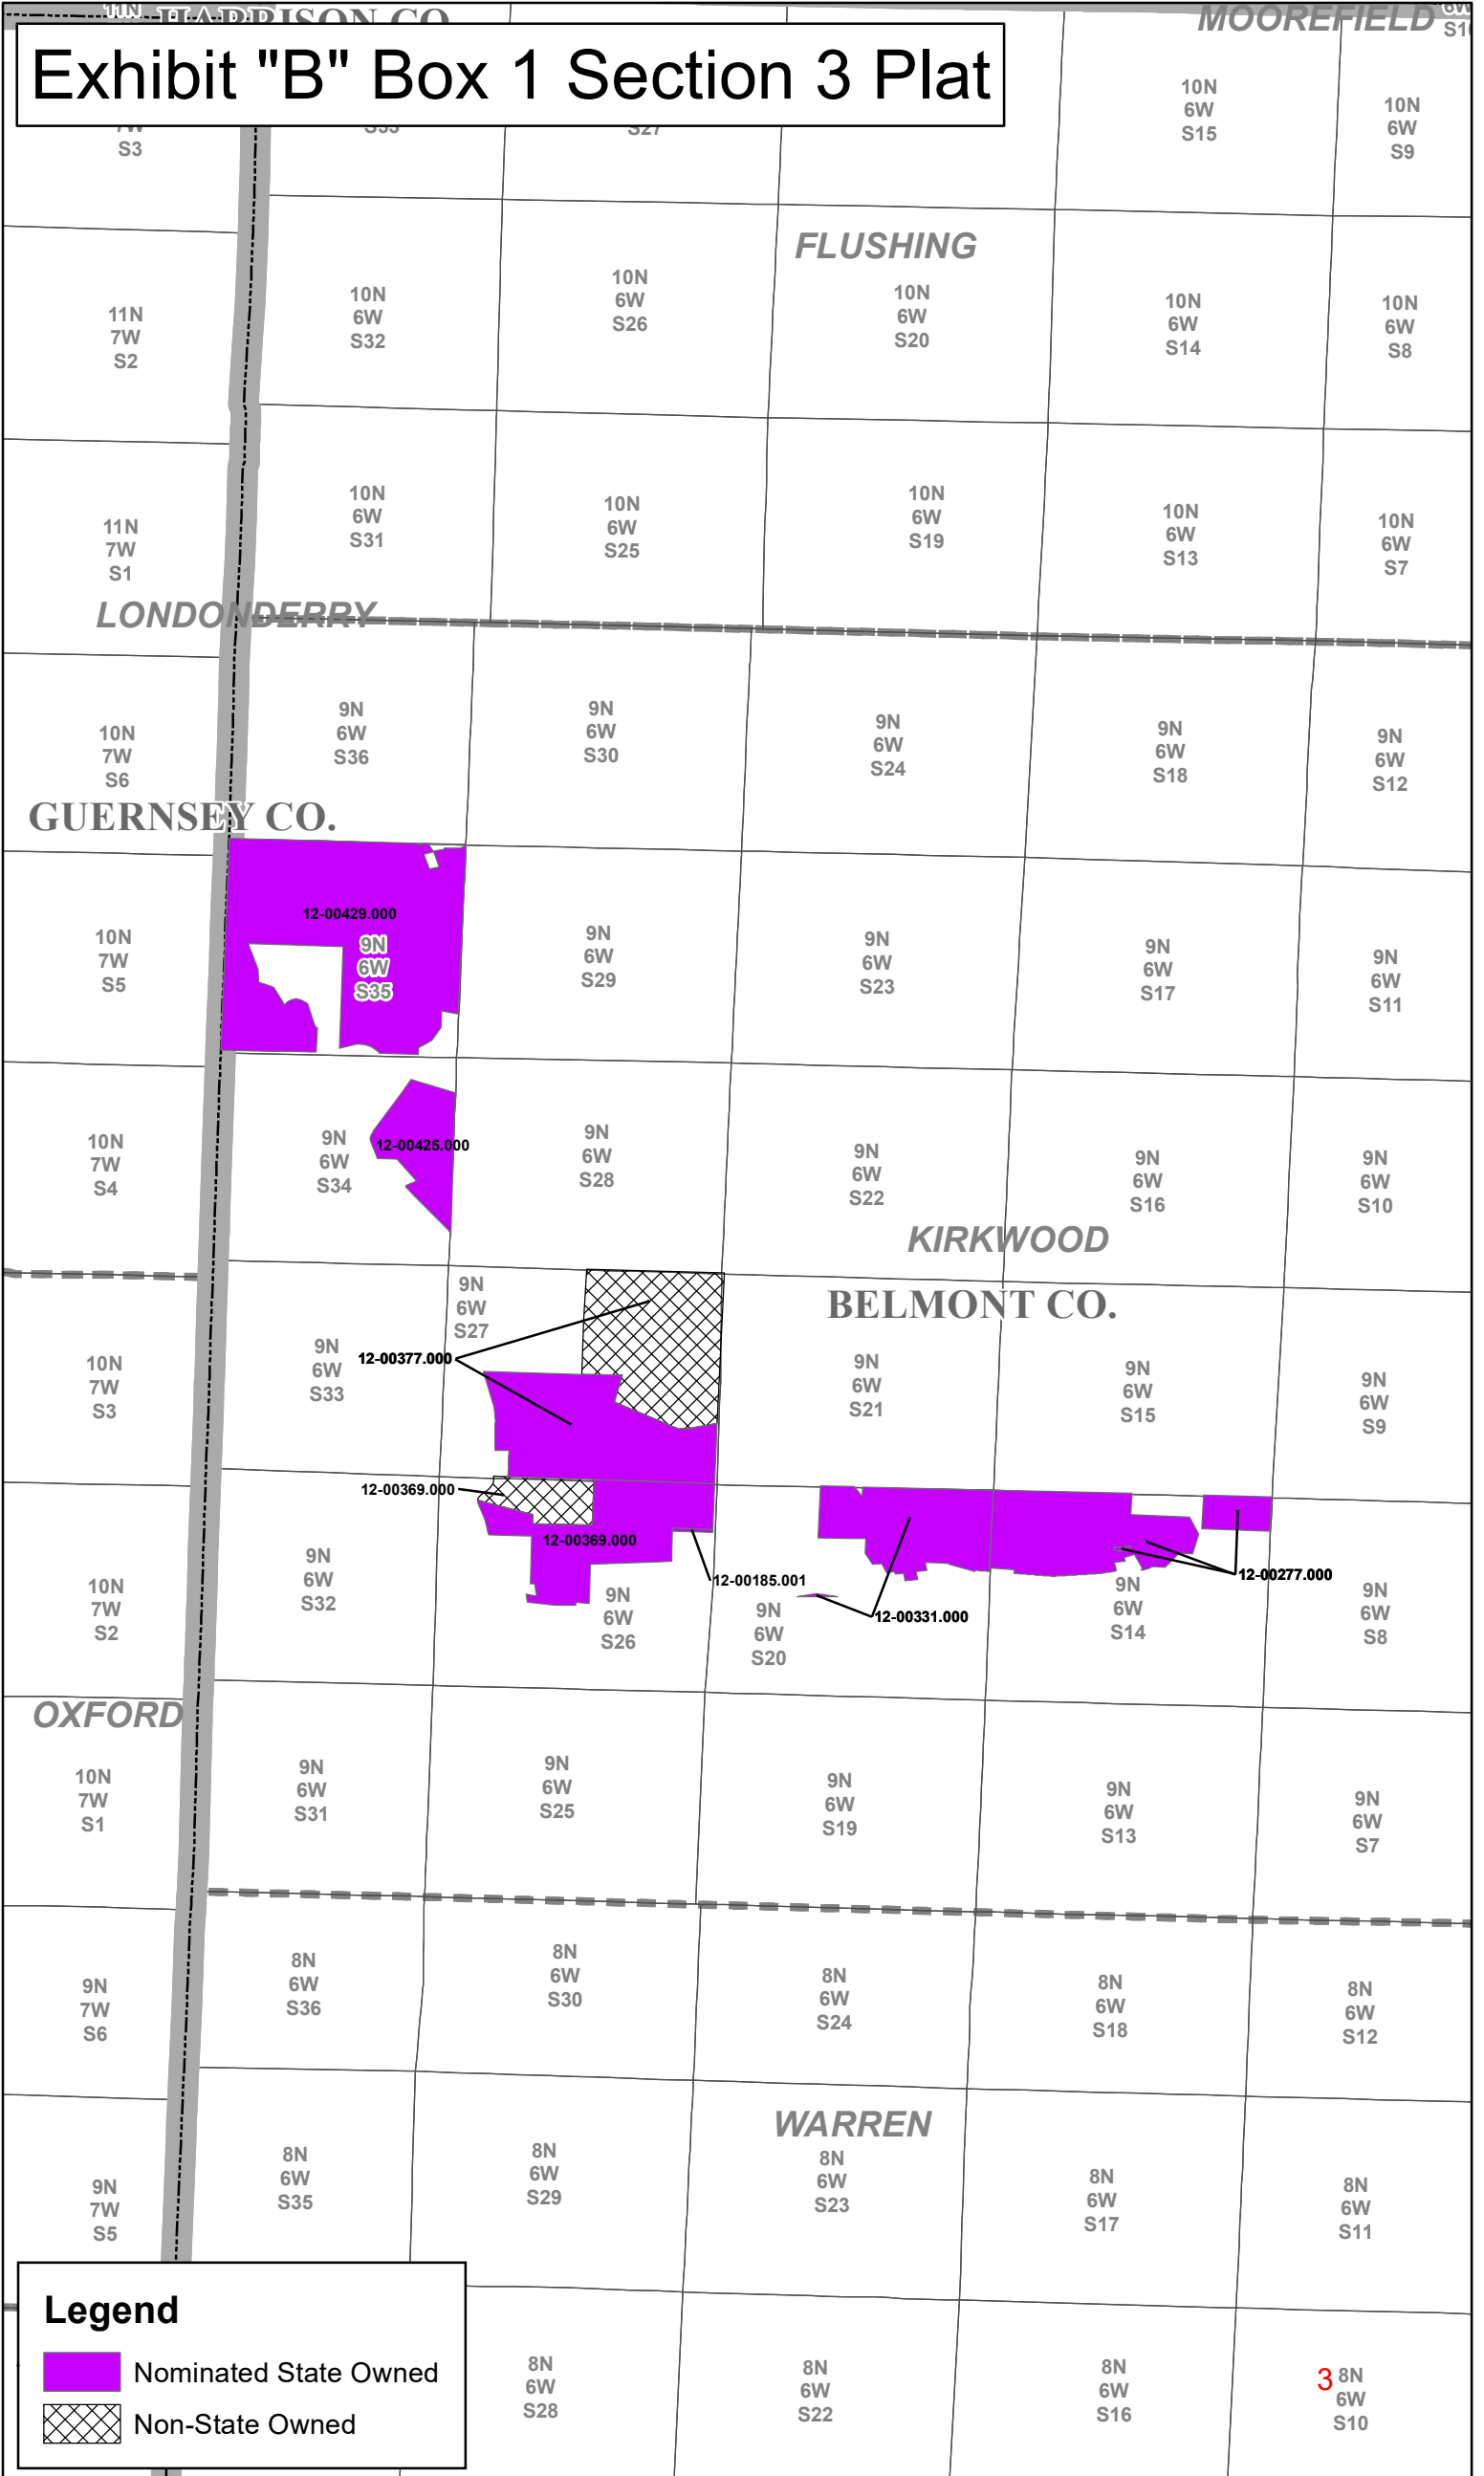 11N
HARRISON CO.
MOOREFIELD
6W
Exhibit "B" Box 1 Section 3 Plat
7W
S3
S33
S27
10N
6W
S15
10N
6W
S9
FLUSHING
11N
7W
S2
10N
6W
S32
10N
6W
S26
10N
6W
S20
10N
6W
S14
10N
6W
S8
11N
7W
S1
10N
6W
S31
10N
6W
S25
10N
6W
S19
10N
6W
S13
10N
6W
S7
LONDONDERRY
10N
7W
S6
9N
6W
S36
9N
6W
S30
9N
6W
S24
9N
6W
S18
9N
6W
S12
GUERNSEY CO.
12-00429.000
10N
7W
S5
9N
6W
S35
9N
6W
S29
9N
6W
S23
9N
6W
S17
9N
6W
S11
10N
7W
S4
9N
6W
S34
12-00425.000
9N
6W
S28
9N
6W
S22
9N
6W
S16
9N
6W
S10
KIRKWOOD
BELMONT CO.
10N
7W
S3
9N
6W
S33
9N
6W
S27
12-00377.000
9N
6W
S21
9N
6W
S15
9N
6W
S9
12-00369.000
12-00369.000
12-00185.001
12-00331.000
12-00277.000
10N
7W
S2
9N
6W
S32
9N
6W
S26
9N
6W
S20
9N
6W
S14
9N
6W
S8
OXFORD
10N
7W
S1
9N
6W
S31
9N
6W
S25
9N
6W
S19
9N
6W
S13
9N
6W
S7
9N
7W
S6
8N
6W
S36
8N
6W
S30
8N
6W
S24
8N
6W
S18
8N
6W
S12
WARREN
9N
7W
S5
8N
6W
S35
8N
6W
S29
8N
6W
S23
8N
6W
S17
8N
6W
S11
Legend
Nominated State Owned
Non-State Owned
8N
6W
S28
8N
6W
S22
8N
6W
S16
3
8N
6W
S10